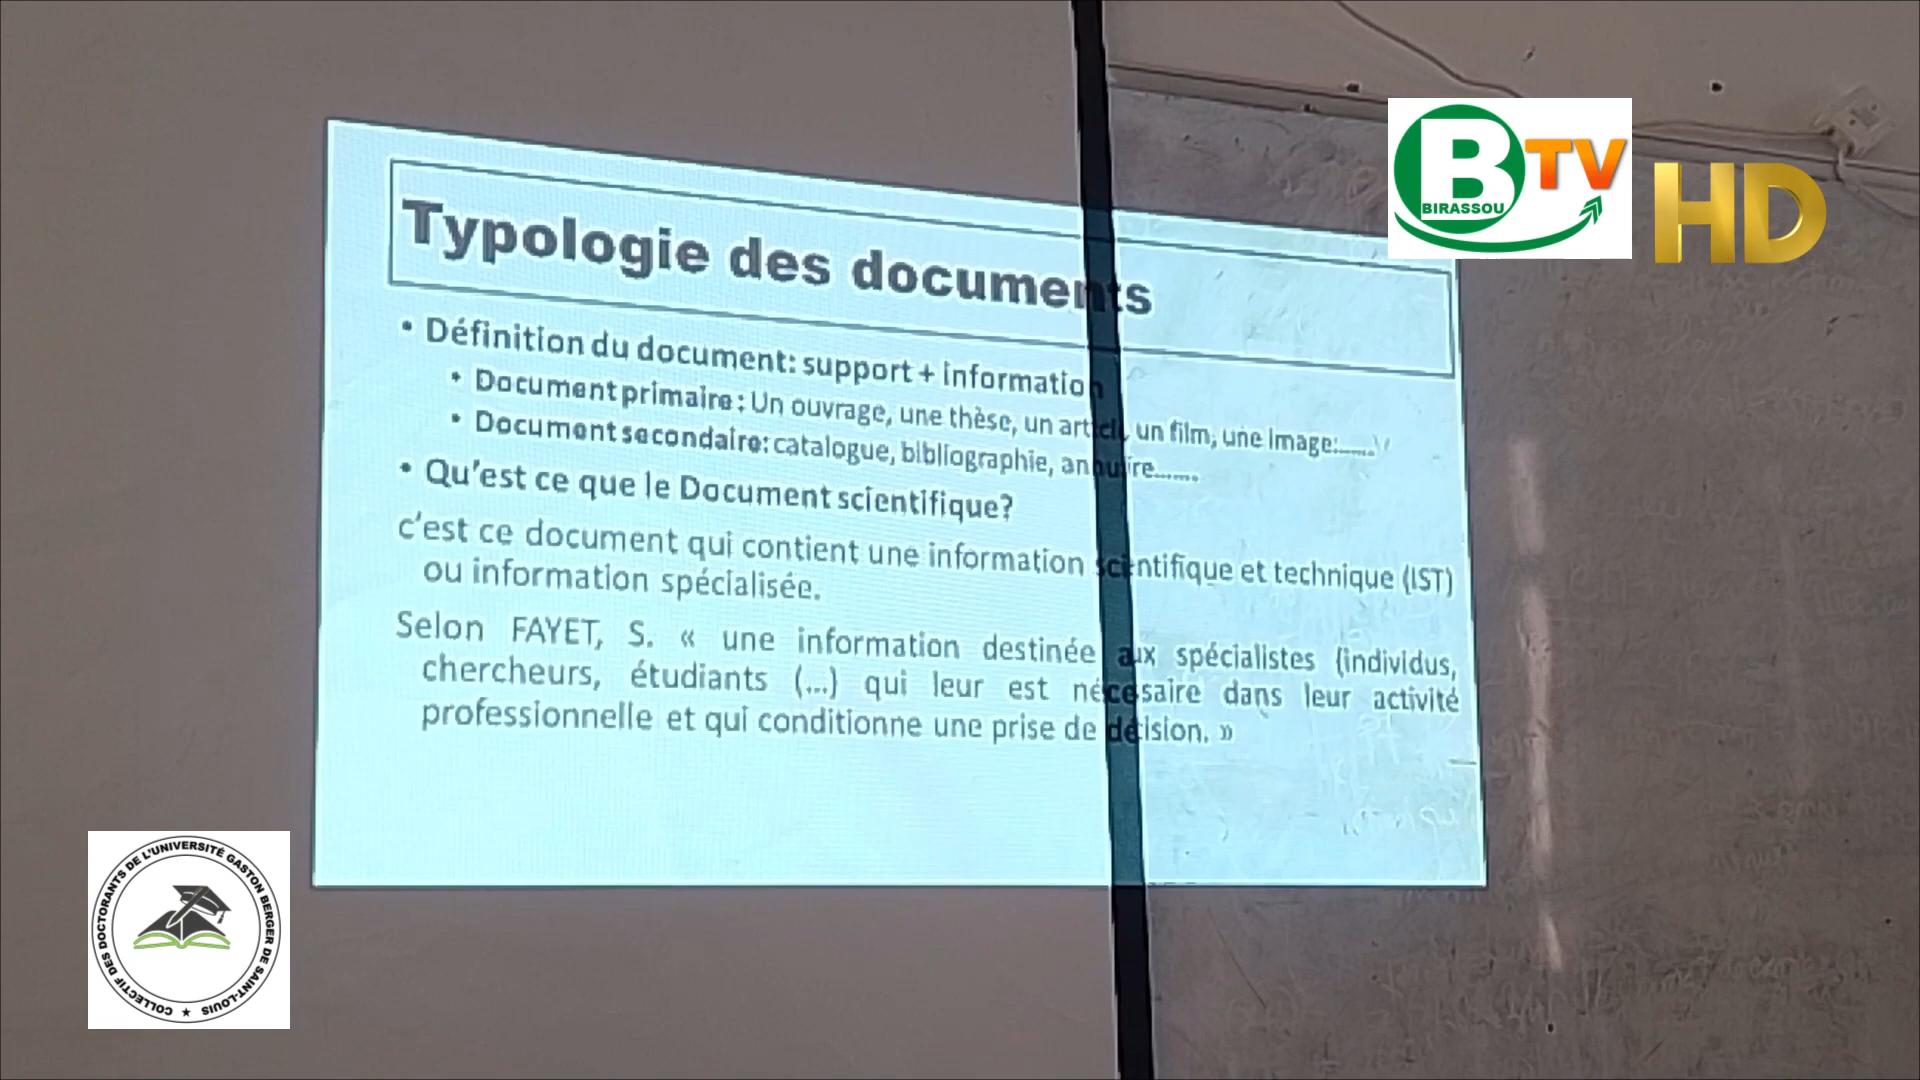 B TV HD
BIRASSOU
Typologie des documents
• Définition du document: support + information
• Document primaire : Un ouvrage, une thèse, un article, un film, une image:......
• Document secondaire: catalogue, bibliographie, annuaire.......
• Qu'est ce que le Document scientifique?
c'est ce document qui contient une information scientifique et technique (IST)
ou information spécialisée.
Selon FAYET, S. « une information destinée aux spécialistes (individus,
chercheurs, étudiants (...) qui leur est nécessaire dans leur activité
professionnelle et qui conditionne une prise de décision. »
COLLECTIF DES DOCTORANTS DE L'UNIVERSITÉ GASTON BERGER DE SAINT-LOUIS ★